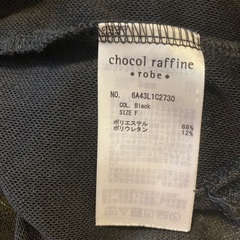 chocol raffine
• robe •
NO. 6A43L1C2730
COL. Black
SIZE F
ポリエステル 88%
ポリウレタン 12%